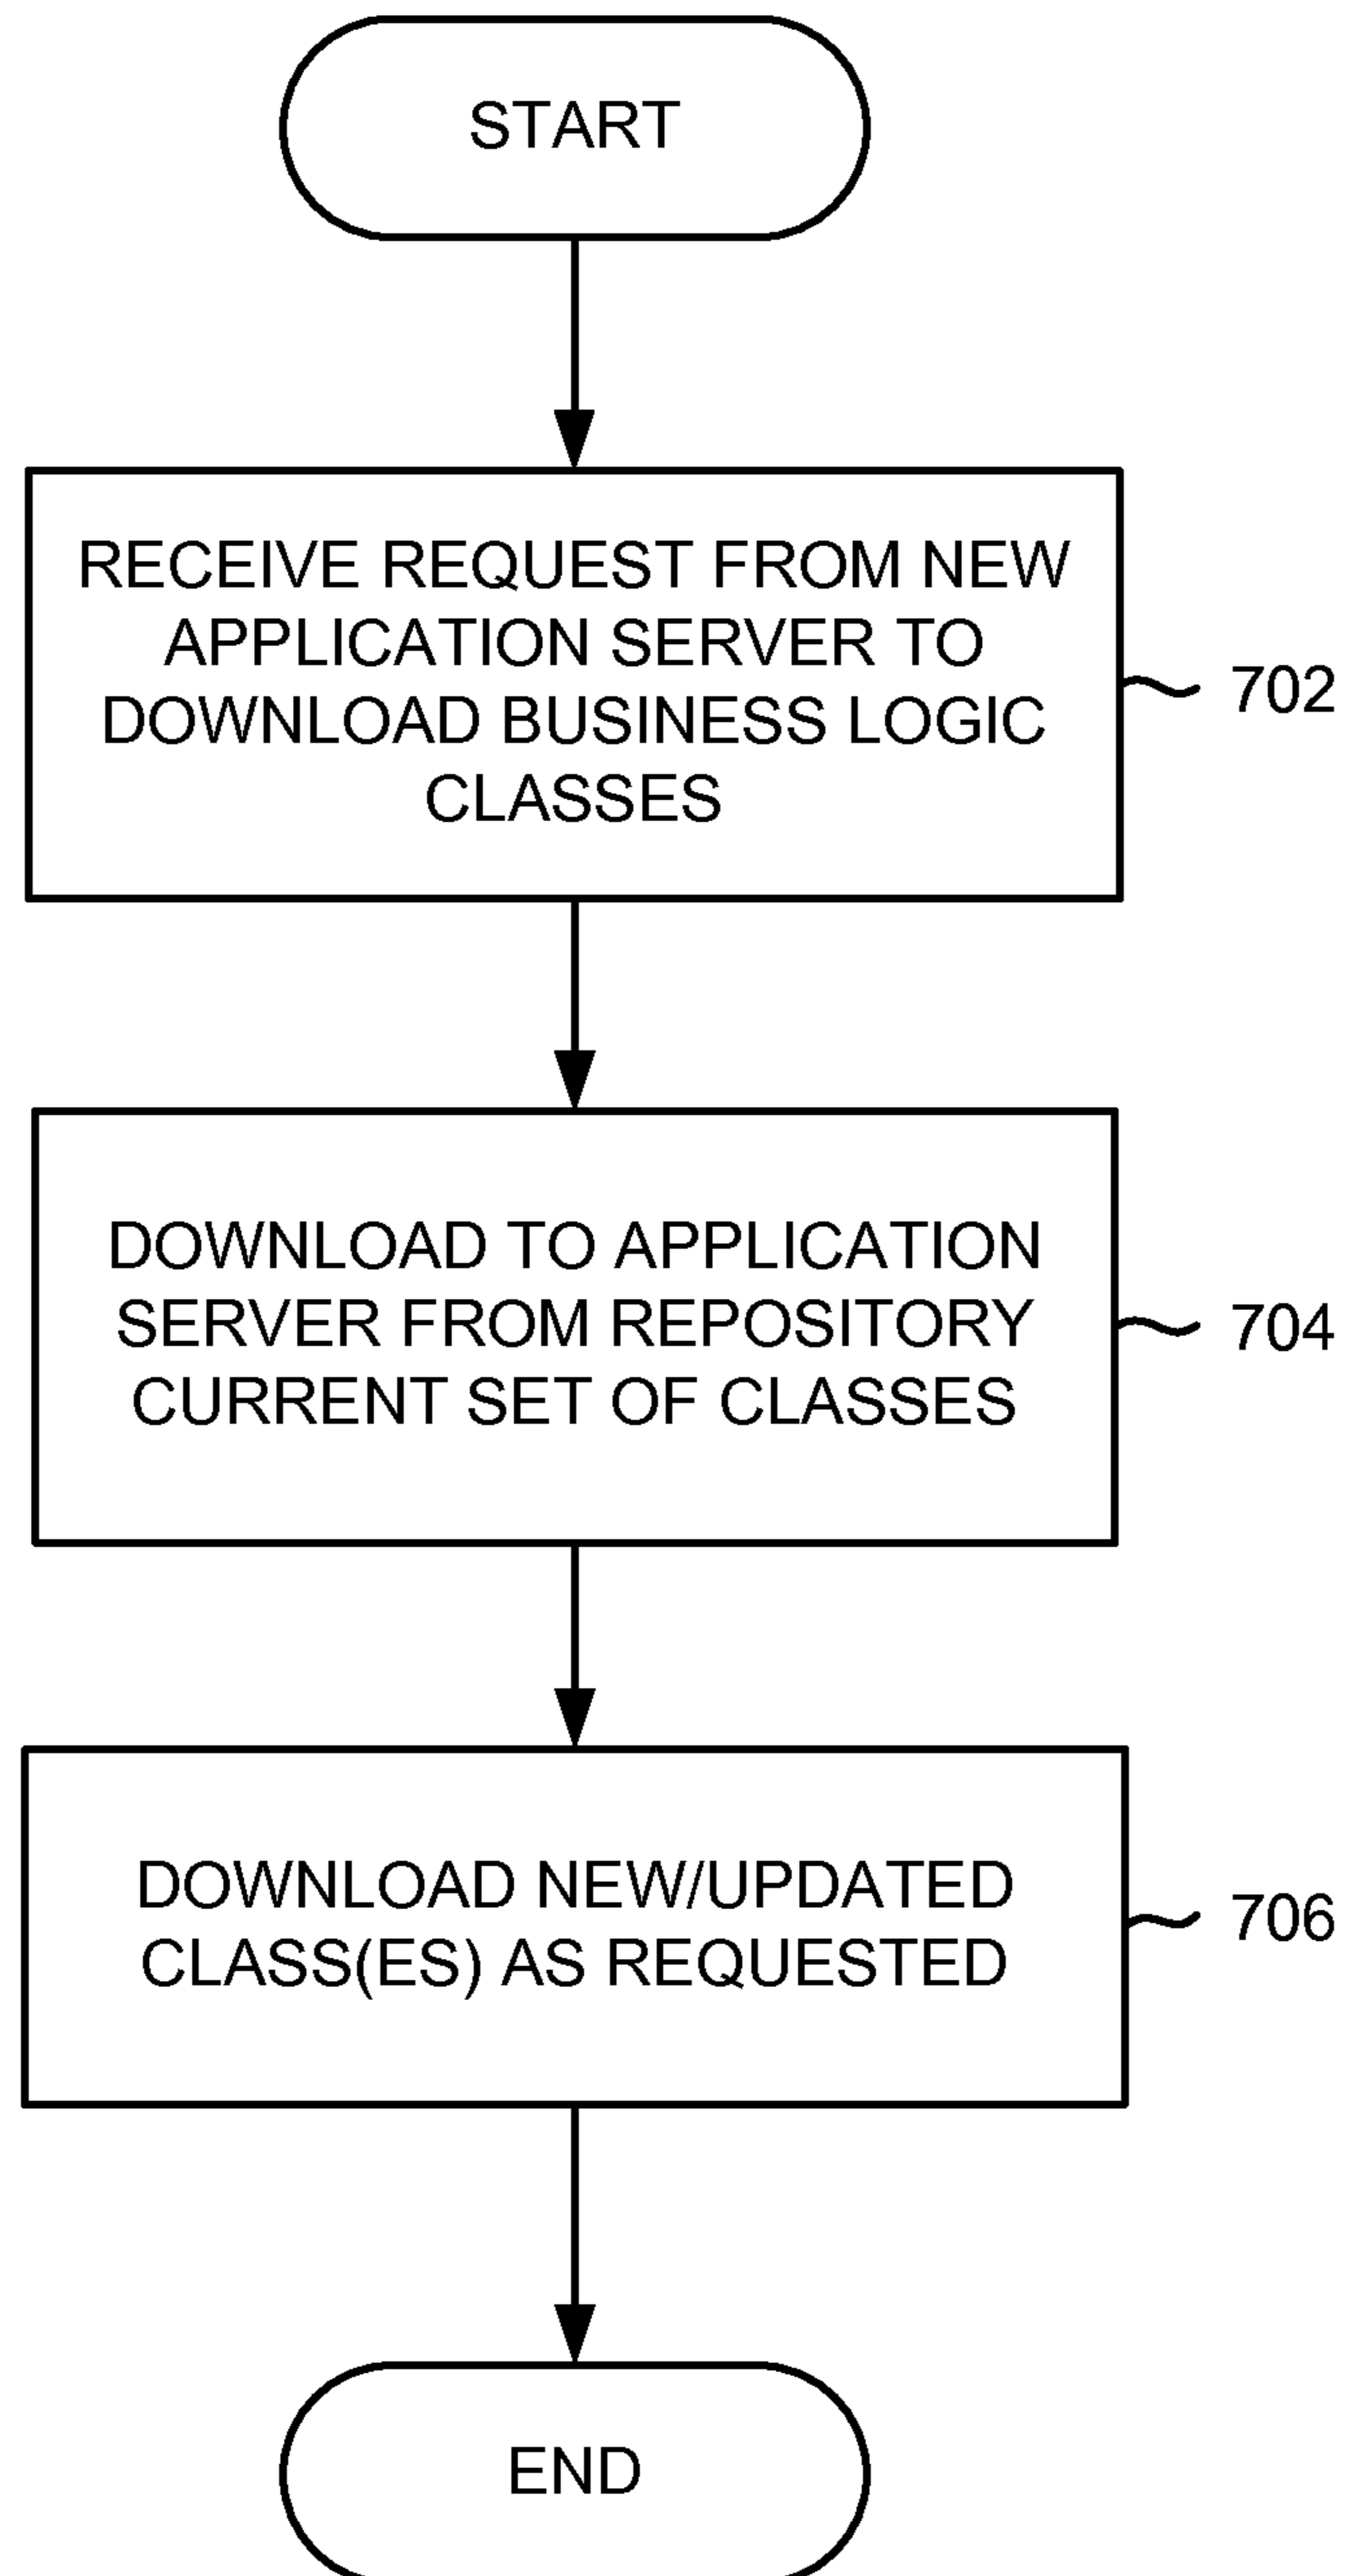 START
RECEIVE REQUEST FROM NEW
APPLICATION SERVER TO
DOWNLOAD BUSINESS LOGIC
CLASSES
702
DOWNLOAD TO APPLICATION
SERVER FROM REPOSITORY
CURRENT SET OF CLASSES
704
DOWNLOAD NEW/UPDATED
CLASS(ES) AS REQUESTED
706
END